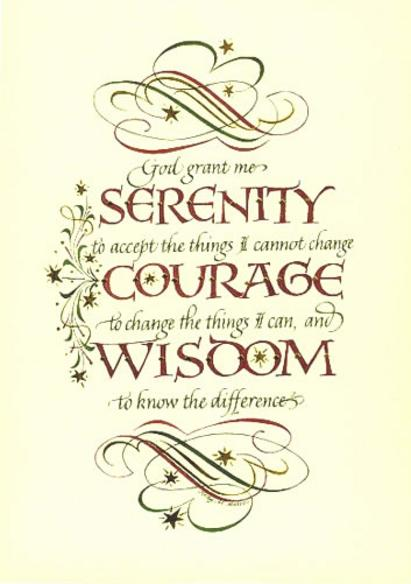 God grant me
SERENITY
to accept the things I cannot change
COURAGE
to change the things I can, and
WISDOM
to know the difference